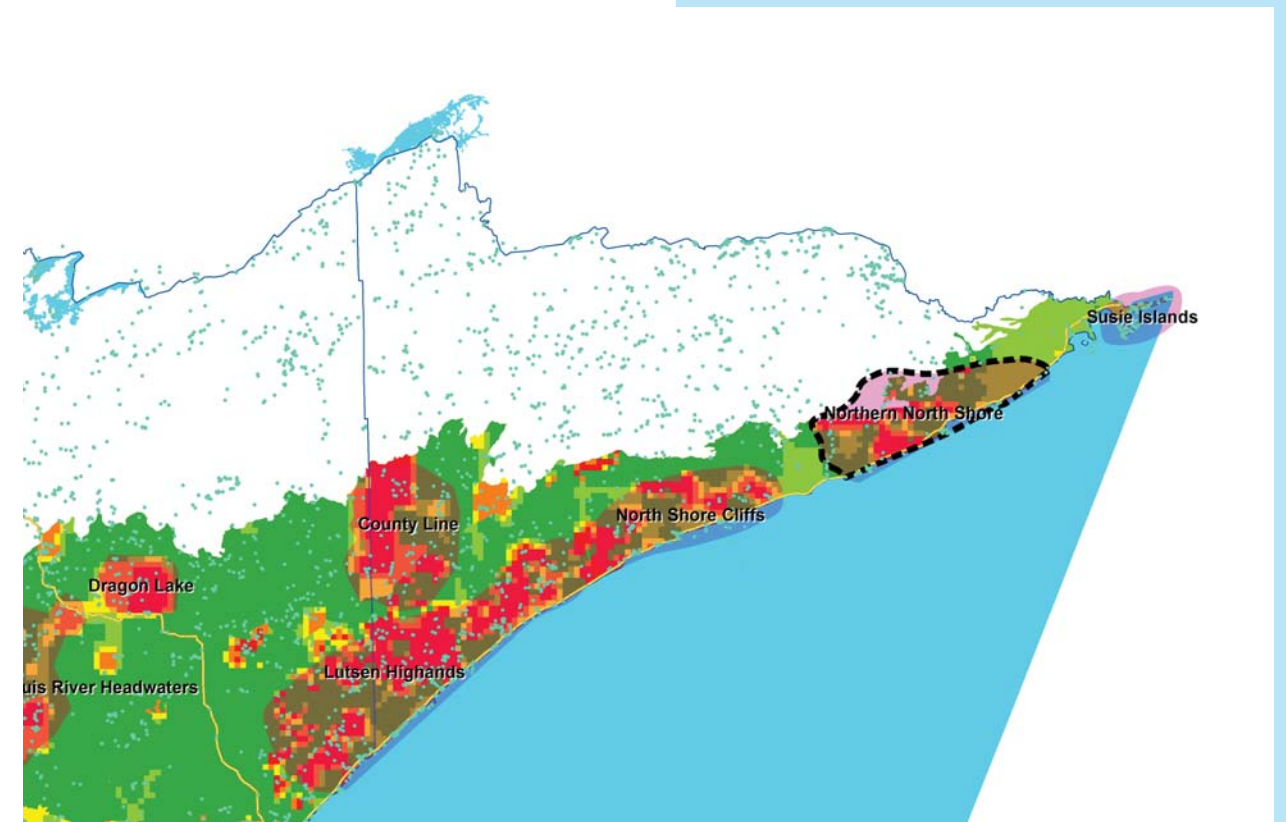 Susie Islands
Northern North Shore
North Shore Cliffs
County Line
Dragon Lake
Lutsen Highands
uis River Headwaters